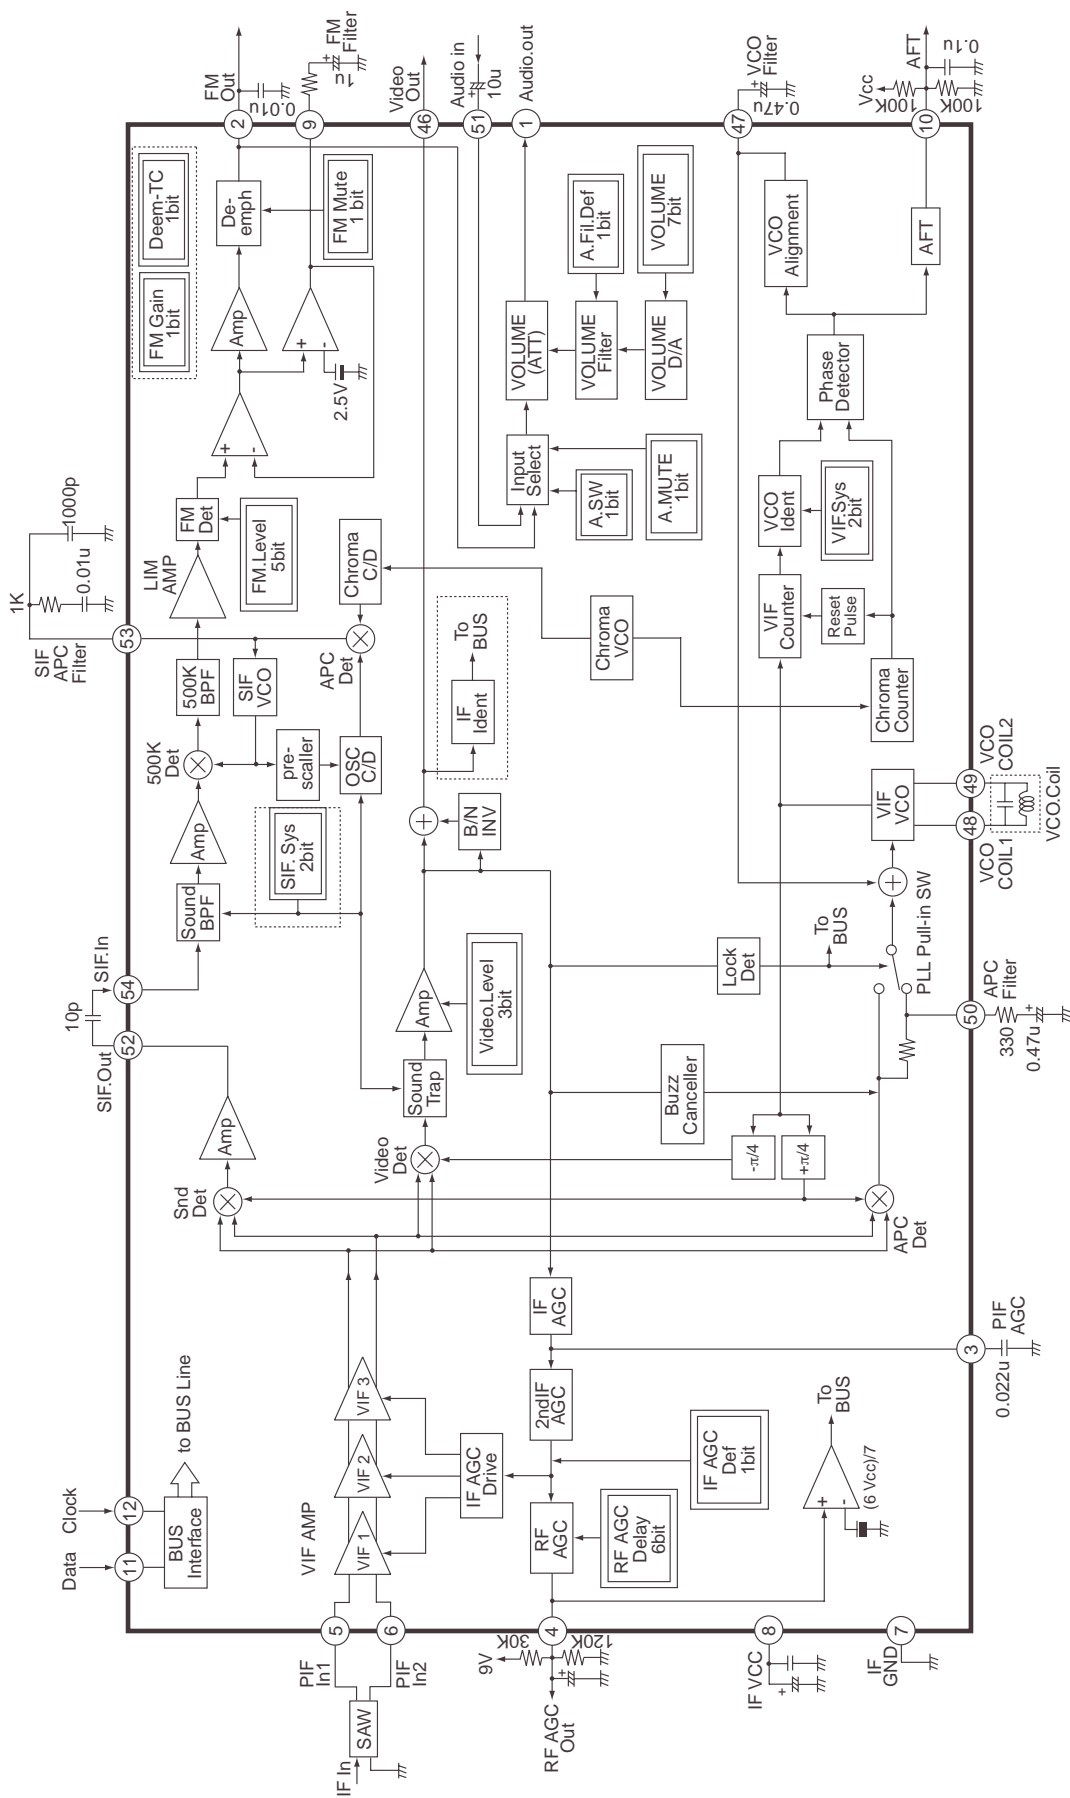 IF In
SAW
PIF
In1
PIF
In2
5
6
Data
Clock
11
12
BUS
Interface
to BUS Line
VIF AMP
VIF 1
VIF 2
VIF 3
IF AGC
Drive
RF AGC
Out
9V
30K
120K
+
4
RF
AGC
2ndIF
AGC
IF
AGC
RF AGC
Delay
6bit
IF AGC
Def
1bit
+
-
(6 Vcc)/7
To
BUS
IF VCC
+
8
IF
GND
7
3
0.022u
PIF
AGC
Snd
Det
Amp
SIF.Out
52
10p
54
SIF.In
Sound
BPF
Amp
500K
Det
500K
BPF
LIM
AMP
FM
Det
FM.Level
5bit
SIF
APC
Filter
53
1K
0.01u
1000p
SIF
VCO
pre-
scaller
OSC
C/D
APC
Det
Chroma
C/D
SIF. Sys
2bit
+
-
Amp
+
-
2.5V
De-
emph
FM Mute
1 bit
FM Gain
1bit
Deem-TC
1bit
2
FM
Out
0.01u
9
1u
+
FM
Filter
Video
Det
Sound
Trap
Amp
Video.Level
3bit
B/N
INV
IF
Ident
To
BUS
46
Video
Out
51
Audio in
+
10u
1
Audio.out
Input
Select
A.SW
1bit
A.MUTE
1bit
VOLUME
(ATT)
VOLUME
Filter
VOLUME
D/A
A.Fil.Def
1bit
VOLUME
7bit
Chroma
VCO
Buzz
Canceller
Lock
Det
To
BUS
-π/4
+π/4
APC
Det
PLL Pull-in SW
50
APC
Filter
330
0.47u
+
VIF
VCO
48
49
VCO
COIL1
VCO
COIL2
VCO.Coil
Chroma
Counter
Reset
Pulse
VIF
Counter
VCO
Ident
VIF.Sys
2bit
Phase
Detector
VCO
Alignment
AFT
47
0.47u
+
VCO
Filter
10
Vcc
100K
100K
AFT
0.1u